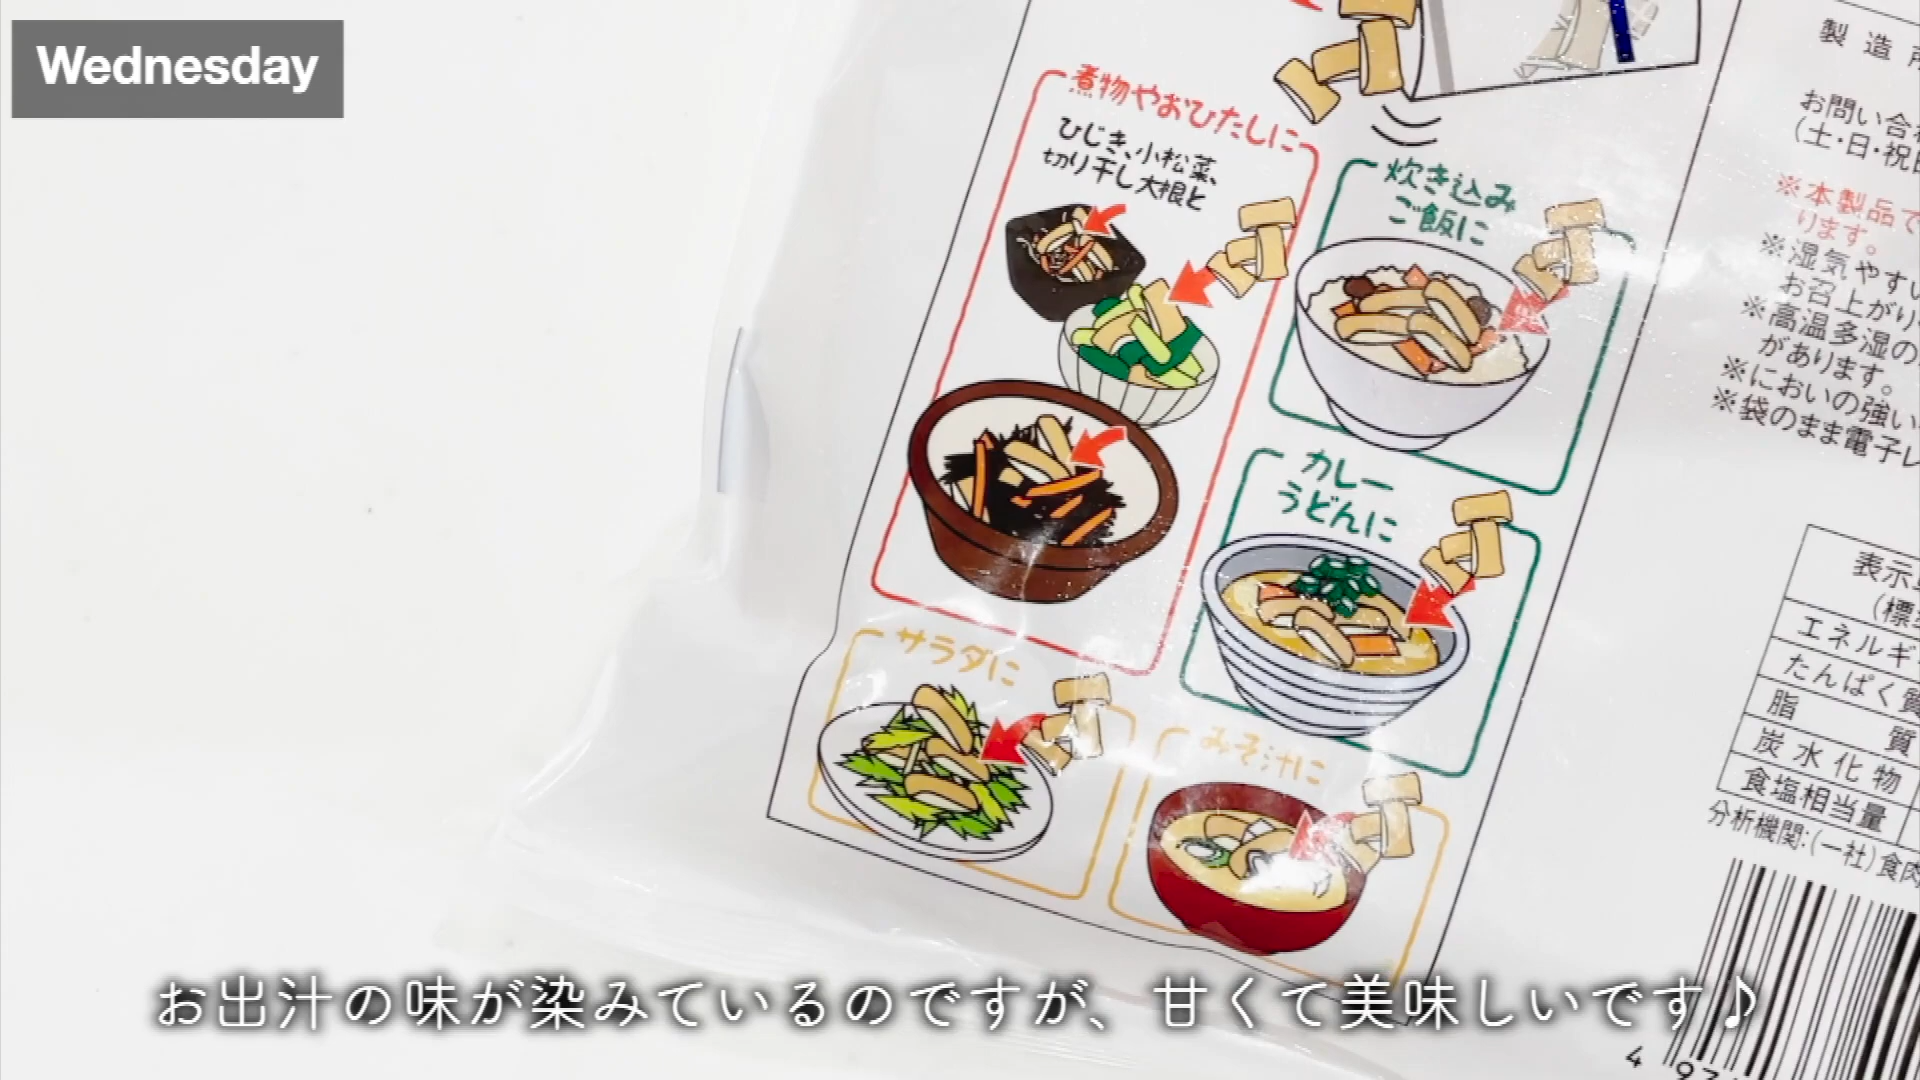 Wednesday
煮物やおひたしに
ひじき、小松菜、
切り干し大根と
炊き込み
ご飯に
カレー
うどんに
サラダに
みそ汁に
製造
お問い合
(土・日・祝
※本製品で
ります。
※湿気やすい
お召上がり
※高温多湿の
があります。
※においの強い
※袋のまま電子レ
表示
(標
エネルギ
たんぱく質
脂質
炭水化物
食塩相当量
分析機関:(一社)食肉
4 97
お出汁の味が染みているのですが、甘くて美味しいです♪